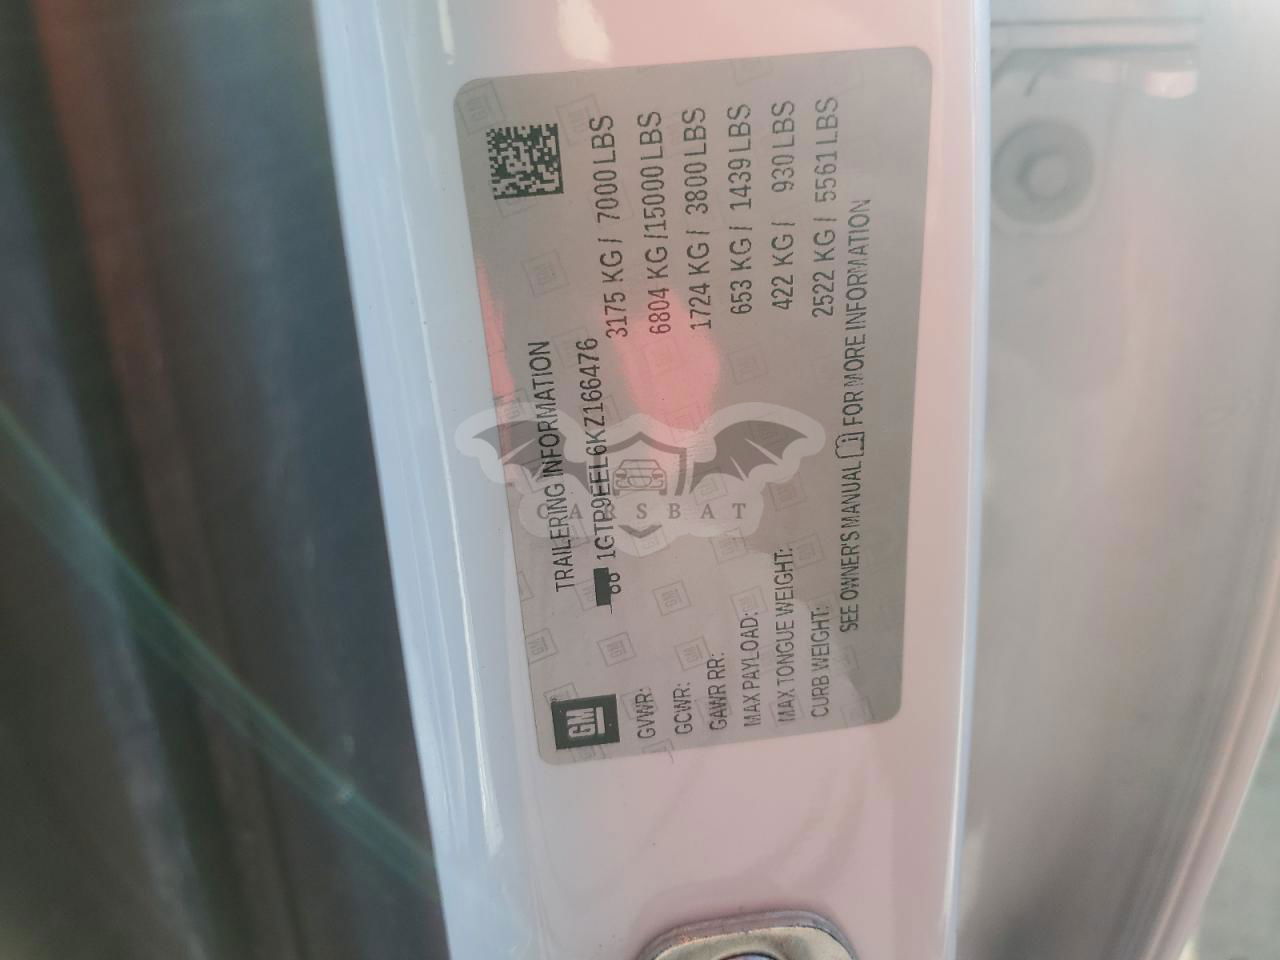 GM
TRAILERING INFORMATION
1GTP9EEL6KZ166476
GVWR: 3175 KG / 7000 LBS
GCWR: 6804 KG /15000 LBS
GAWR RR: 1724 KG / 3800 LBS
MAX PAYLOAD: 653 KG / 1439 LBS
MAX TONGUE WEIGHT: 422 KG / 930 LBS
CURB WEIGHT: 2522 KG / 5561 LBS
SEE OWNER'S MANUAL FOR MORE INFORMATION
CARSBAT